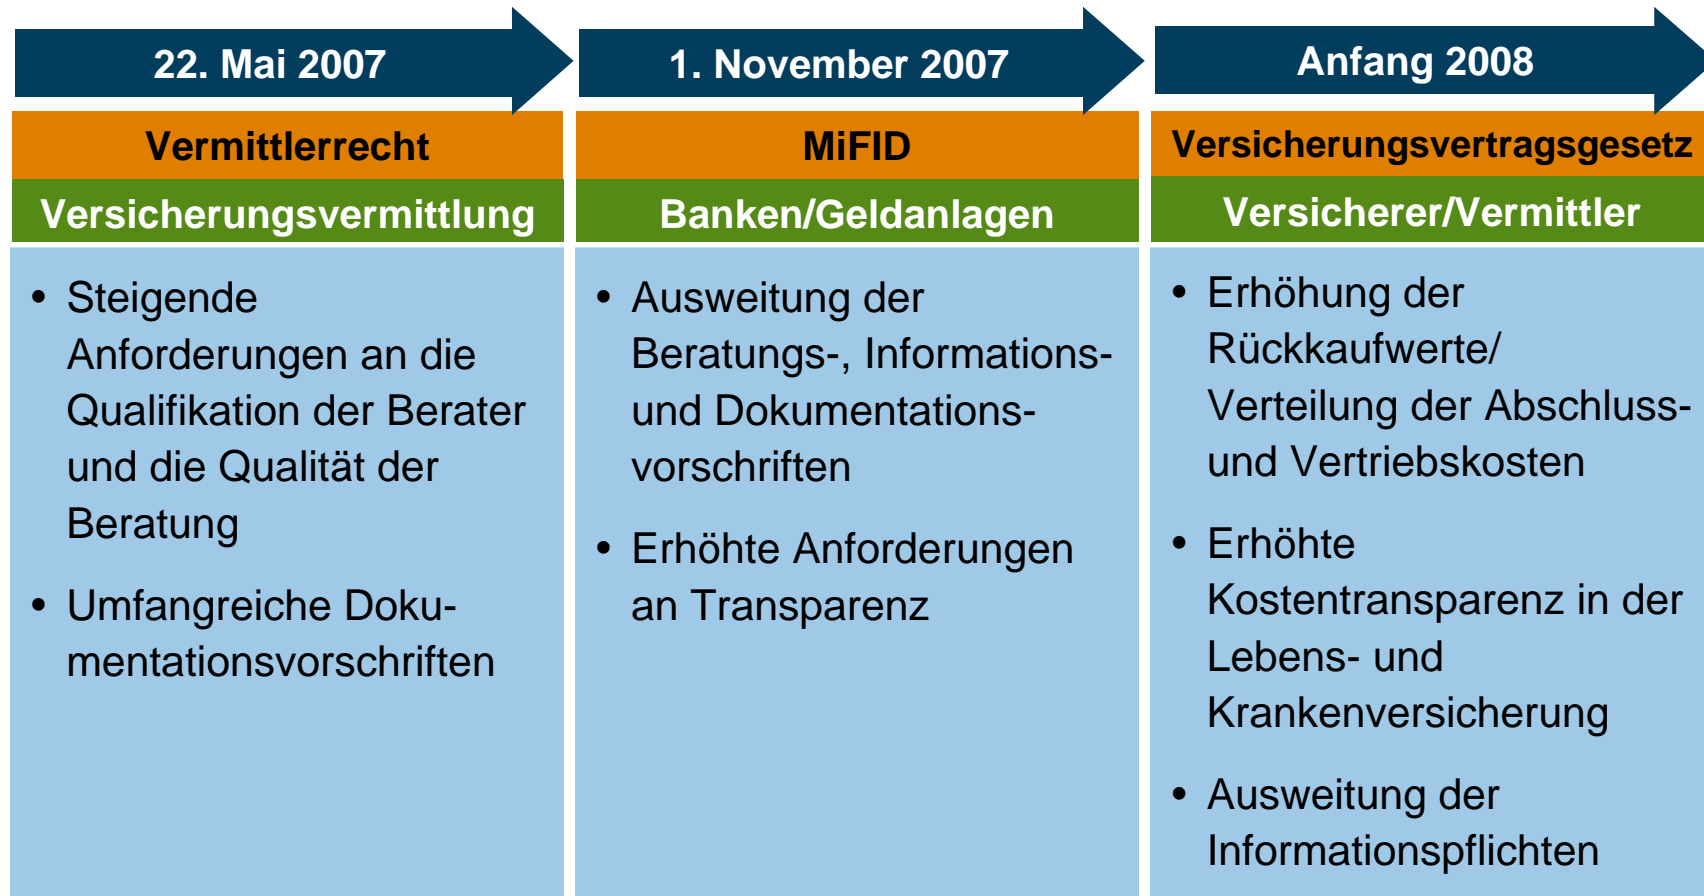 22. Mai 2007
Vermittlerrecht
Versicherungsvermittlung
• Steigende
Anforderungen an die
Qualifikation der Berater
und die Qualität der
Beratung
• Umfangreiche Doku-
mentationsvorschriften
1. November 2007
MiFID
Banken/Geldanlagen
• Ausweitung der
Beratungs-, Informations-
und Dokumentations-
vorschriften
• Erhöhte Anforderungen
an Transparenz
Anfang 2008
Versicherungsvertragsgesetz
Versicherer/Vermittler
• Erhöhung der
Rückkaufwerte/
Verteilung der Abschluss-
und Vertriebskosten
• Erhöhte
Kostentransparenz in der
Lebens- und
Krankenversicherung
• Ausweitung der
Informationspflichten